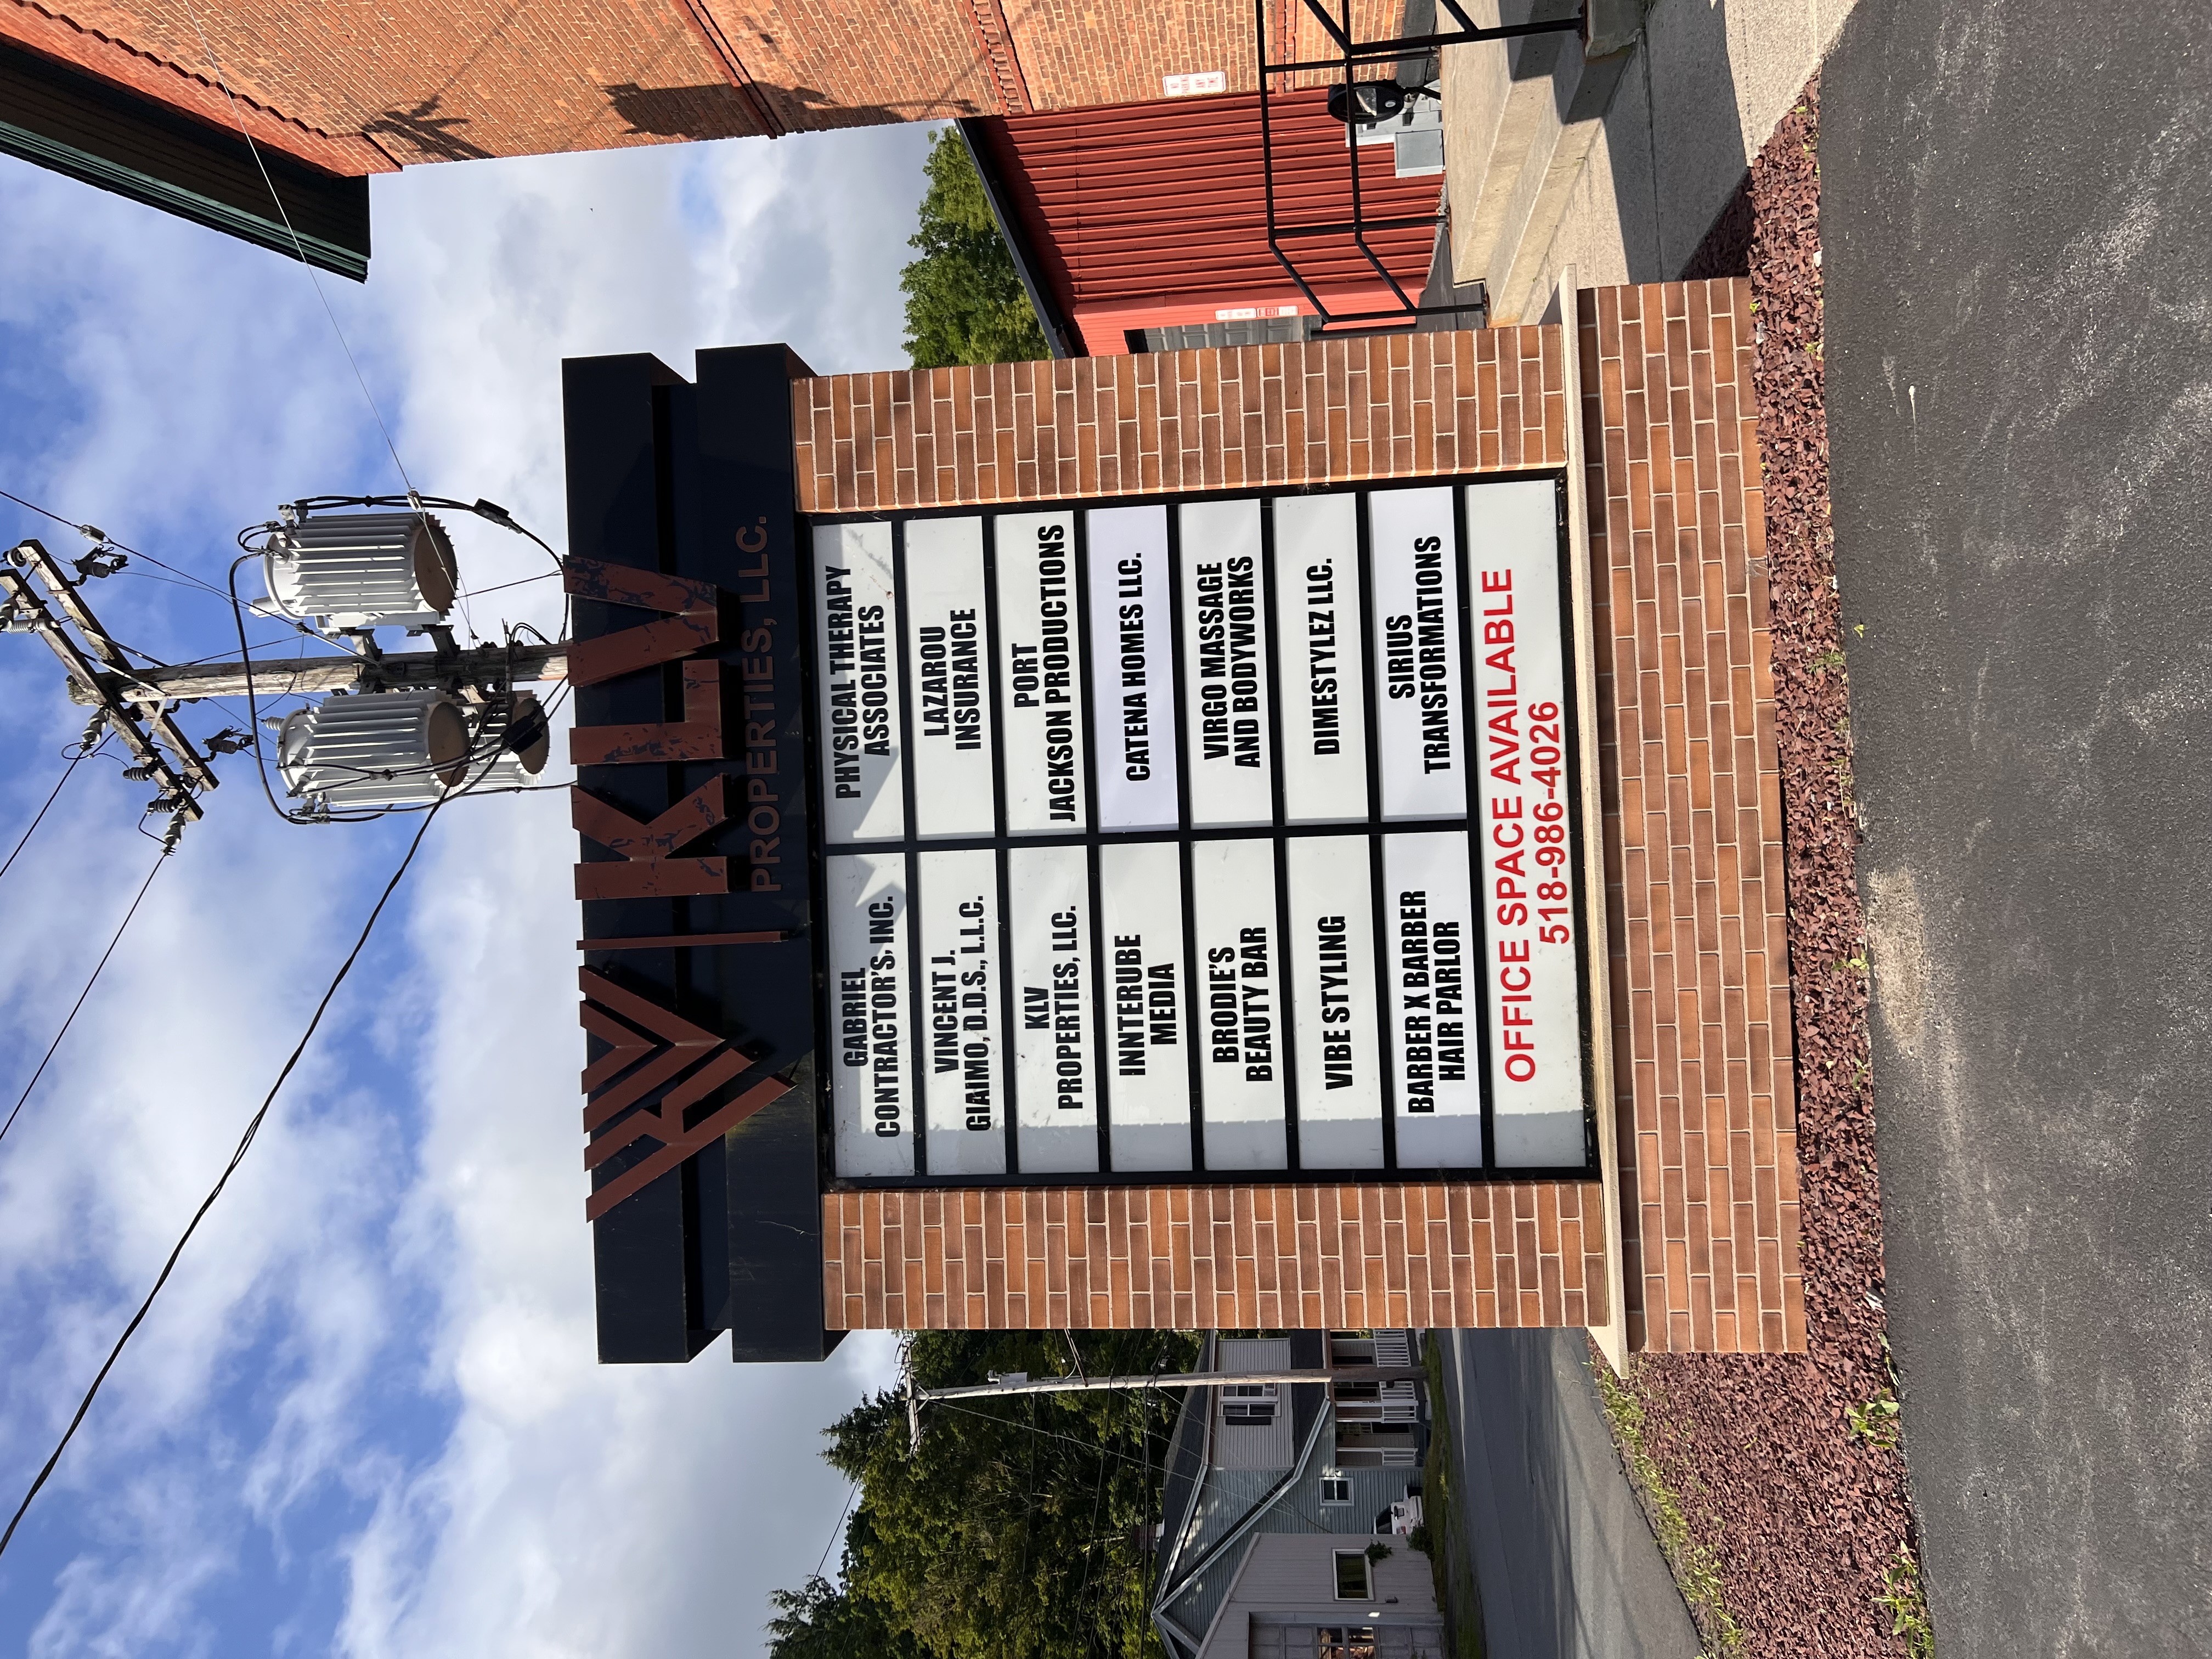 KLV
PROPERTIES, LLC.
GABRIEL
CONTRACTOR'S, INC.
PHYSICAL THERAPY
ASSOCIATES
VINCENT J.
GIAIMO, D.D.S., L.L.C.
LAZAROU
INSURANCE
KLV
PROPERTIES, LLC.
PORT
JACKSON PRODUCTIONS
INNTERUBE
MEDIA
CATENA HOMES LLC.
BRODIE'S
BEAUTY BAR
VIRGO MASSAGE
AND BODYWORKS
VIBE STYLING
DIMESTYLEZ LLC.
BARBER X BARBER
HAIR PARLOR
SIRIUS
TRANSFORMATIONS
OFFICE SPACE AVAILABLE
518-986-4026